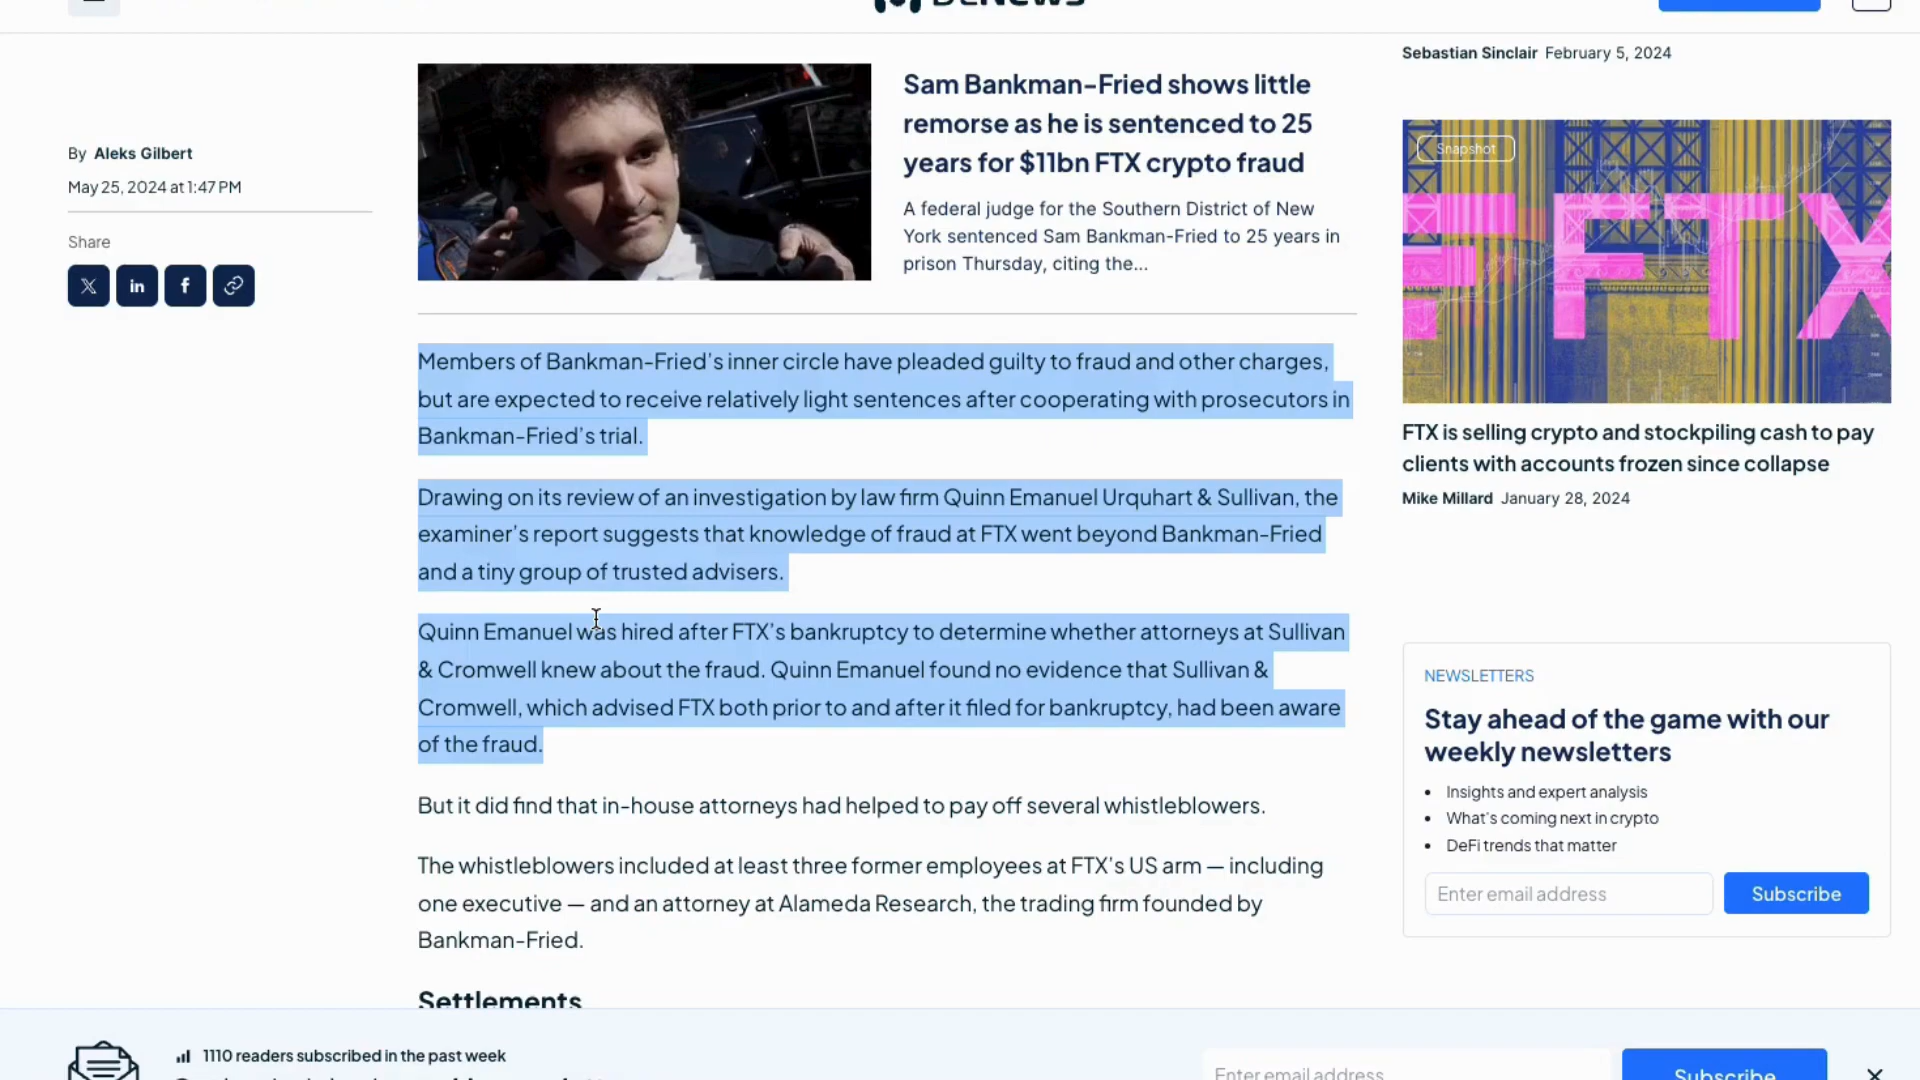 Sebastian Sinclair February 5, 2024
Sam Bankman-Fried shows little
remorse as he is sentenced to 25
years for $11bn FTX crypto fraud
A federal judge for the Southern District of New
York sentenced Sam Bankman-Fried to 25 years in
prison Thursday, citing the...
By Aleks Gilbert
May 25, 2024 at 1:47 PM
Share
Members of Bankman-Fried’s inner circle have pleaded guilty to fraud and other charges,
but are expected to receive relatively light sentences after cooperating with prosecutors in
Bankman-Fried’s trial.
Drawing on its review of an investigation by law firm Quinn Emanuel Urquhart & Sullivan, the
examiner’s report suggests that knowledge of fraud at FTX went beyond Bankman-Fried
and a tiny group of trusted advisers.
Quinn Emanuel was hired after FTX’s bankruptcy to determine whether attorneys at Sullivan
& Cromwell knew about the fraud. Quinn Emanuel found no evidence that Sullivan &
Cromwell, which advised FTX both prior to and after it filed for bankruptcy, had been aware
of the fraud.
But it did find that in-house attorneys had helped to pay off several whistleblowers.
The whistleblowers included at least three former employees at FTX’s US arm — including
one executive — and an attorney at Alameda Research, the trading firm founded by
Bankman-Fried.
Settlements
Snapshot
FTX
FTX is selling crypto and stockpiling cash to pay
clients with accounts frozen since collapse
Mike Millard January 28, 2024
NEWSLETTERS
Stay ahead of the game with our
weekly newsletters
Insights and expert analysis
What’s coming next in crypto
DeFi trends that matter
Enter email address
Subscribe
1110 readers subscribed in the past week
Enter email address
Subscribe